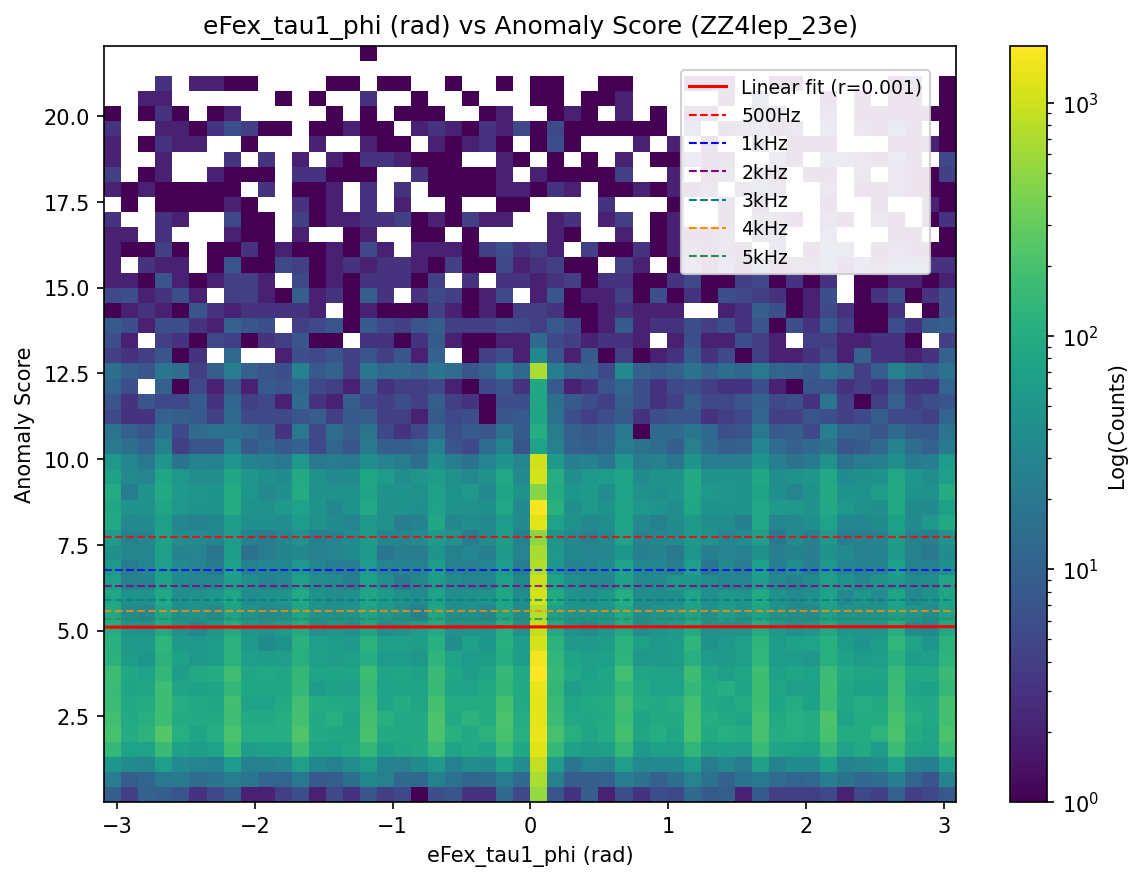 eFex_tau1_phi (rad) vs Anomaly Score (ZZ4lep_23e)
Linear fit (r=0.001)
500Hz
1kHz
2kHz
3kHz
4kHz
5kHz
20.0
17.5
15.0
12.5
10.0
7.5
5.0
2.5
Anomaly Score
−3
−2
−1
0
1
2
3
eFex_tau1_phi (rad)
10³
10²
10¹
10⁰
Log(Counts)